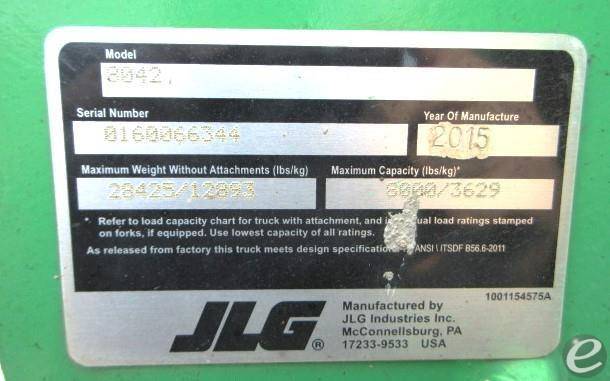 Model
8042,
Serial Number
0160066344
Year Of Manufacture
2015
Maximum Weight Without Attachments (lbs/kg)
28425/12893
Maximum Capacity (lbs/kg)*
8000/3629
* Refer to load capacity chart for truck with attachment, and load ratings stamped
on forks, if equipped. Use lowest capacity of all ratings.
As released from factory this truck meets design ANSI \ ITSDF B56.6-2011
JLG®
Manufactured by
JLG Industries Inc.
McConnellsburg, PA
17233-9533 USA
1001154575A
e